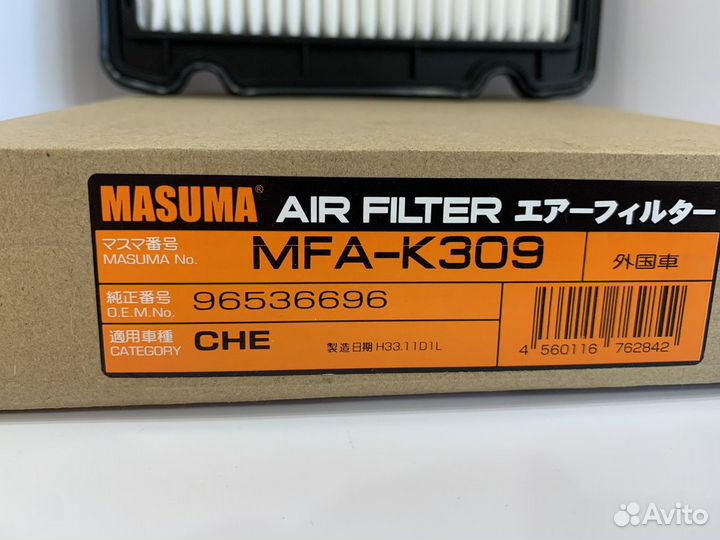 MASUMA® AIR FILTER エアーフィルター
マスマ番号
MASUMA No. MFA-K309 外国車
純正番号
O.E.M.No. 96536696
適用車種
CATEGORY CHE 製造日期 H33.11D1L
4 560116 762842
Avito